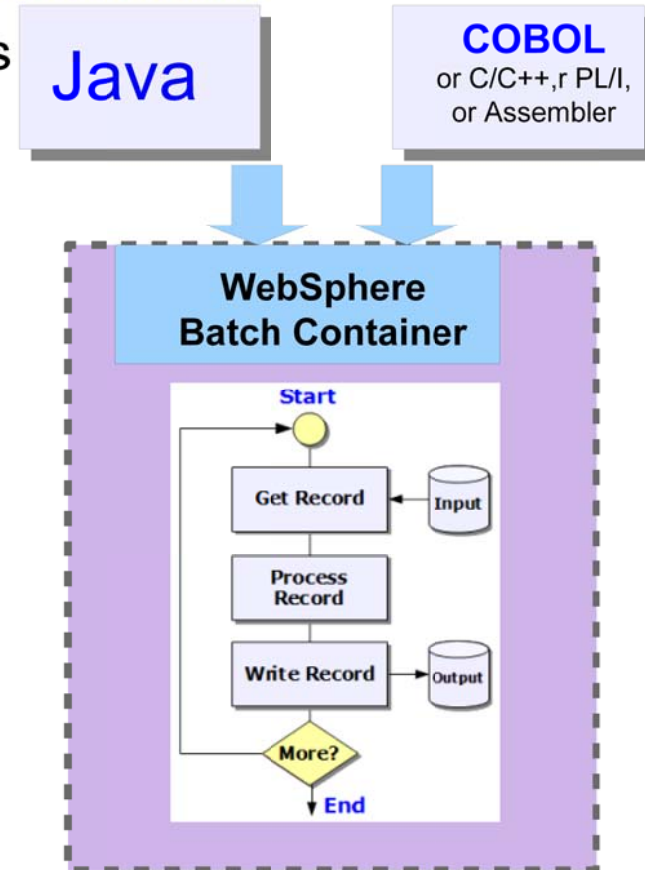 s
Java
COBOL
or C/C++,r PL/I,
or Assembler
WebSphere
Batch Container
Start
Get Record
Input
Process
Record
Write Record
Output
More?
End